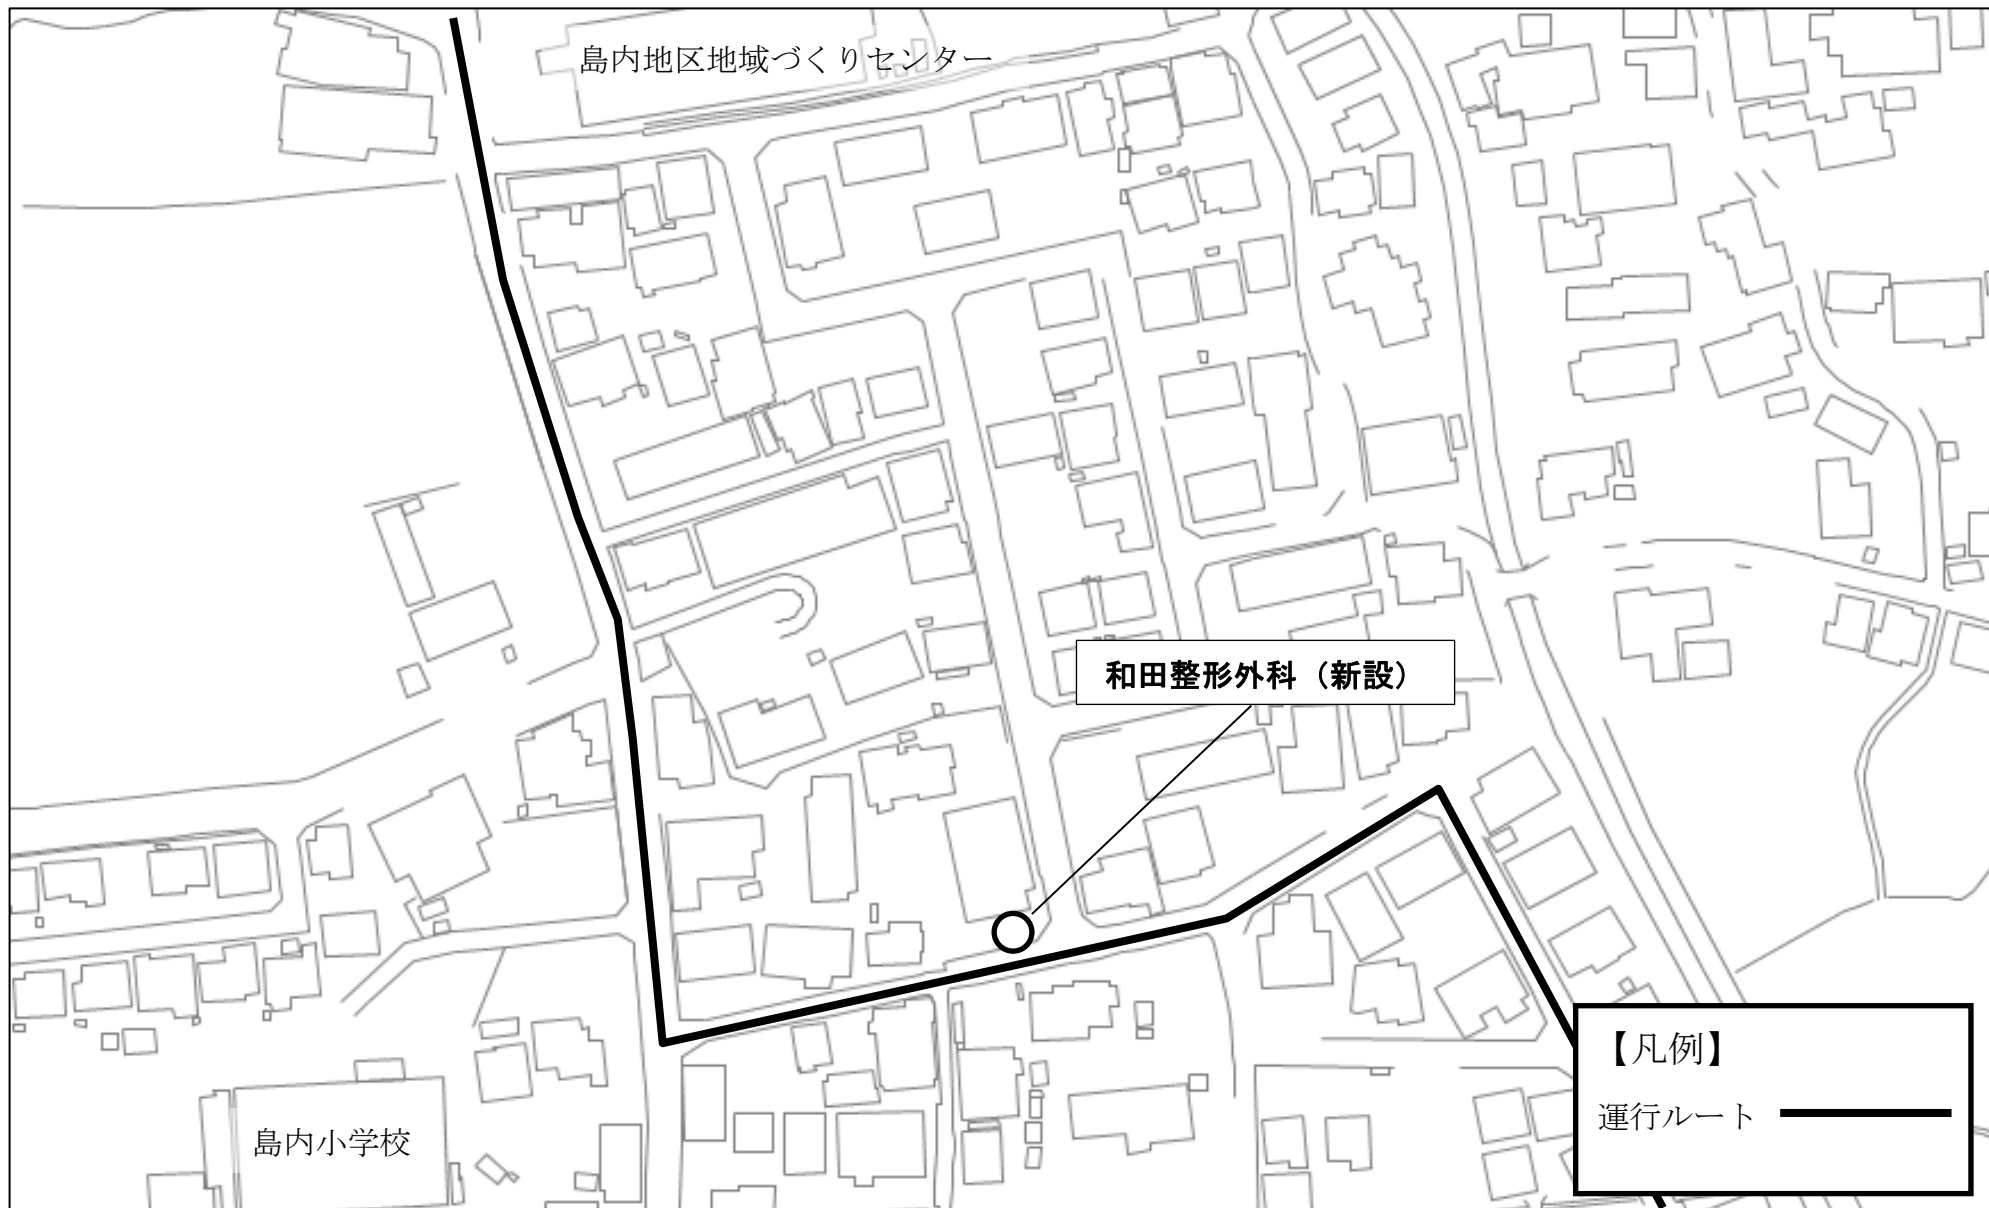 島内地区地域づくりセンター
和田整形外科（新設）
【凡例】
運行ルート
島内小学校